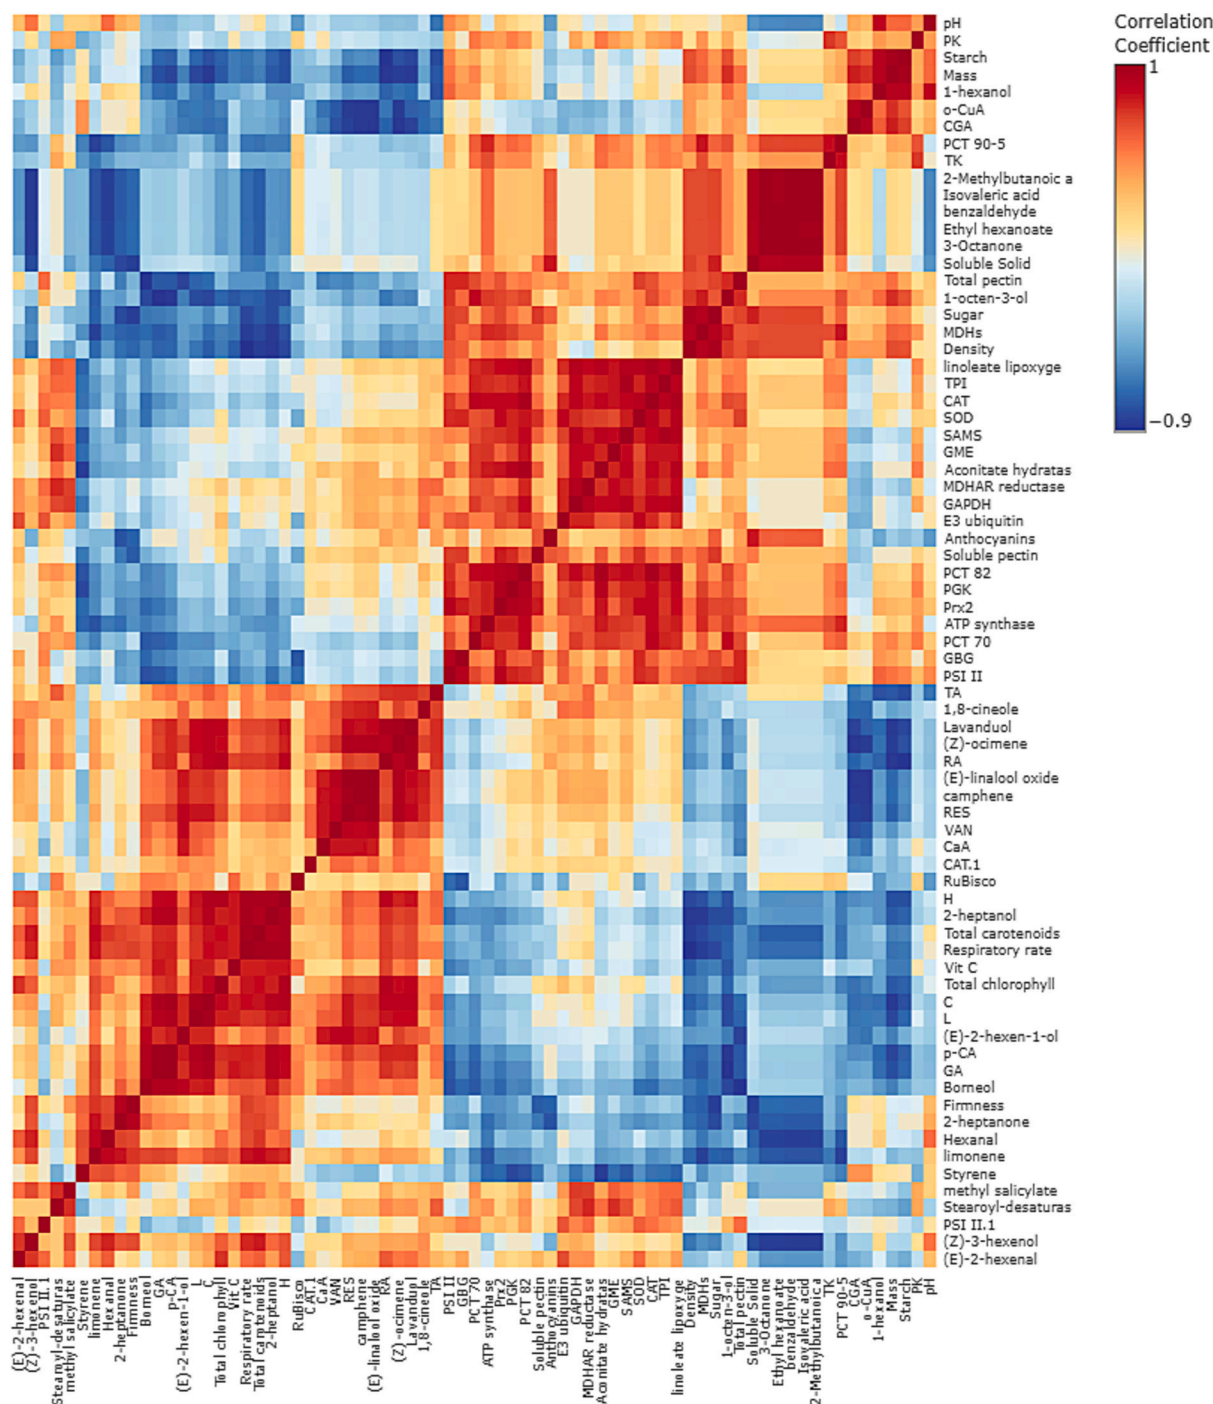 Correlation
Coefficient
1
−0.9
pH
PK
Starch
Mass
1-hexanol
o-CuA
CGA
PCT 90-5
TK
2-Methylbutanoic a
Isovaleric acid
benzaldehyde
Ethyl hexanoate
3-Octanone
Soluble Solid
Total pectin
1-octen-3-ol
Sugar
MDHs
Density
linoleate lipoxyge
TPI
CAT
SOD
SAMS
GME
Aconitate hydratas
MDHAR reductase
GAPDH
E3 ubiquitin
Anthocyanins
Soluble pectin
PCT 82
PGK
Prx2
ATP synthase
PCT 70
GBG
PSI II
TA
1,8-cineole
Lavanduol
(Z)-ocimene
RA
(E)-linalool oxide
camphene
RES
VAN
CaA
CAT.1
RuBisco
H
2-heptanol
Total carotenoids
Respiratory rate
Vit C
Total chlorophyll
C
L
(E)-2-hexen-1-ol
p-CA
GA
Borneol
Firmness
2-heptanone
Hexanal
limonene
Styrene
methyl salicylate
Stearoyl-desaturas
PSI II.1
(Z)-3-hexenol
(E)-2-hexenal
(E)-2-hexenal
(Z)-3-hexenol
PSI II.1
Stearoyl-desaturas
methyl salicylate
Styrene
limonene
Hexanal
2-heptanone
Firmness
Borneol
GA
p-CA
(E)-2-hexen-1-ol
L
C
Total chlorophyll
Vit C
Respiratory rate
Total carotenoids
2-heptanol
H
RuBisco
CAT.1
CaA
VAN
RES
camphene
(E)-linalool oxide
RA
(Z)-ocimene
Lavandupl
1,8-cineole
TA
PSI II
GBG
PCT 70
ATP synthase
Prx2
PGK
PCT 82
Soluble pectin
Anthocyanins
E3 ubiquitin
GAPDH
MDHAR reductase
Aconitate hydratas
GME
SAMS
SOD
CAT
TPI
linoleate lipoxyge
Density
MDHs
Sugar
1-octen-3-ol
Total pectin
Soluble Solid
3-Octanone
Ethyl hexanoate
benzaldehyde
Isovaleric acid
2-Methylbutanoic a
TK
PCT 90-5
CGA
o-CuA
1-hexanol
Mass
Starch
PK
pH